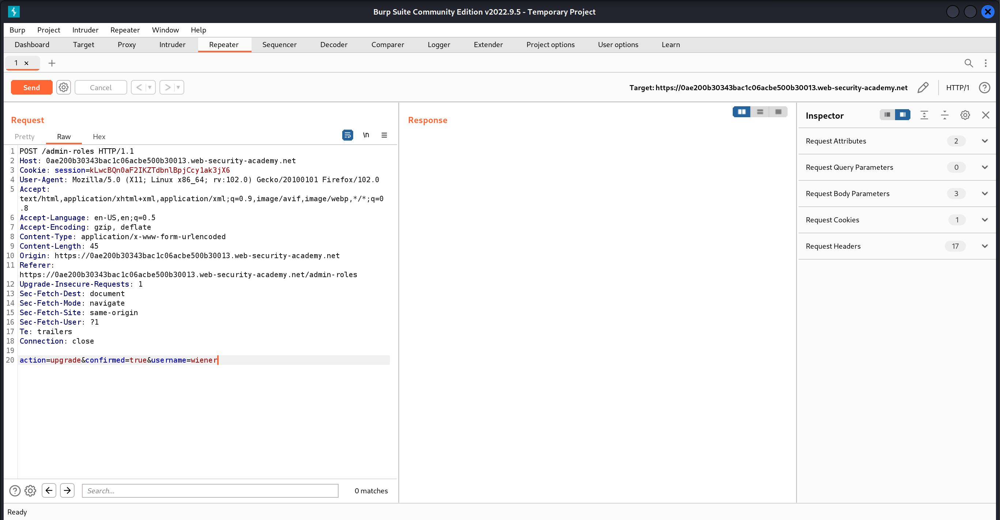 Burp Suite Community Edition v2022.9.5 - Temporary Project
Burp Project Intruder Repeater Window Help
Dashboard Target Proxy Intruder Repeater Sequencer Decoder Comparer Logger Extender Project options User options Learn
1 ×
Send Cancel Target: https://0ae200b30343bac1c06acbe500b30013.web-security-academy.net HTTP/1
Request
Pretty Raw Hex \n
1 POST /admin-roles HTTP/1.1
2 Host: 0ae200b30343bac1c06acbe500b30013.web-security-academy.net
3 Cookie: session=kLwcBQn0aF2IKZTdbnlBpjCcy1ak3jX6
4 User-Agent: Mozilla/5.0 (X11; Linux x86_64; rv:102.0) Gecko/20100101 Firefox/102.0
5 Accept:
text/html,application/xhtml+xml,application/xml;q=0.9,image/avif,image/webp,*/*;q=0
.8
6 Accept-Language: en-US,en;q=0.5
7 Accept-Encoding: gzip, deflate
8 Content-Type: application/x-www-form-urlencoded
9 Content-Length: 45
10 Origin: https://0ae200b30343bac1c06acbe500b30013.web-security-academy.net
11 Referer:
https://0ae200b30343bac1c06acbe500b30013.web-security-academy.net/admin-roles
12 Upgrade-Insecure-Requests: 1
13 Sec-Fetch-Dest: document
14 Sec-Fetch-Mode: navigate
15 Sec-Fetch-Site: same-origin
16 Sec-Fetch-User: ?1
17 Te: trailers
18 Connection: close
19
20 action=upgrade&confirmed=true&username=wiener
Search... 0 matches
Response
Inspector
Request Attributes 2
Request Query Parameters 0
Request Body Parameters 3
Request Cookies 1
Request Headers 17
Ready